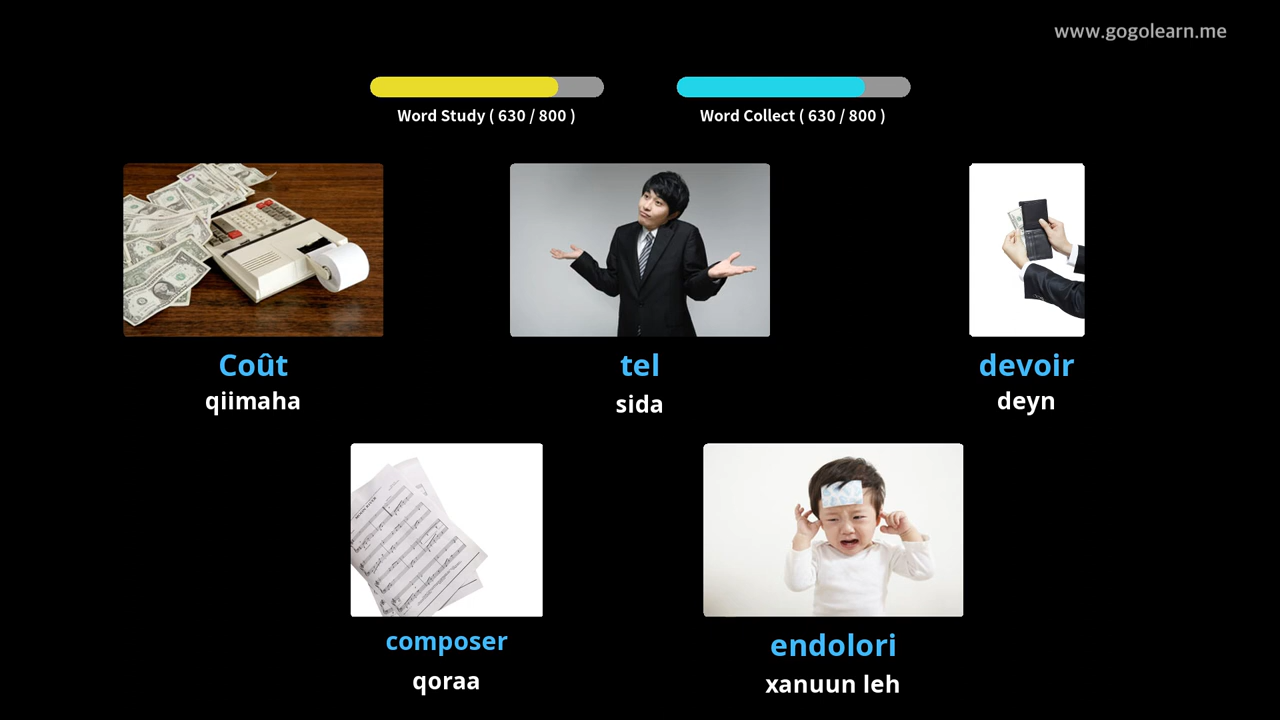 www.gogolearn.me
Word Study ( 630 / 800 )
Word Collect ( 630 / 800 )
Coût
qiimaha
tel
sida
devoir
deyn
composer
qoraa
endolori
xanuun leh